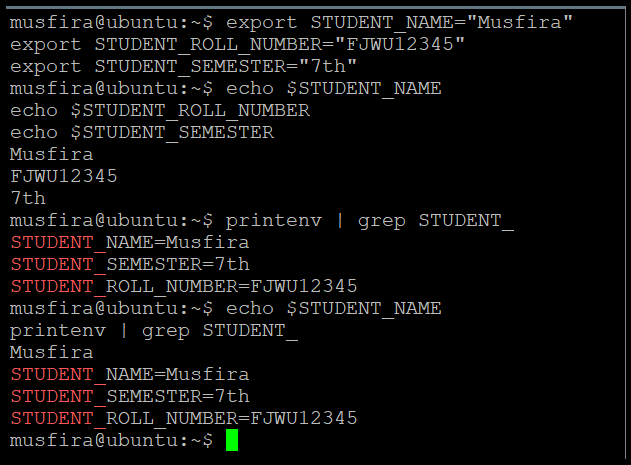 musfira@ubuntu:~$ export STUDENT_NAME="Musfira"
export STUDENT_ROLL_NUMBER="FJWU12345"
export STUDENT_SEMESTER="7th"
musfira@ubuntu:~$ echo $STUDENT_NAME
echo $STUDENT_ROLL_NUMBER
echo $STUDENT_SEMESTER
Musfira
FJWU12345
7th
musfira@ubuntu:~$ printenv | grep STUDENT_
STUDENT_NAME=Musfira
STUDENT_SEMESTER=7th
STUDENT_ROLL_NUMBER=FJWU12345
musfira@ubuntu:~$ echo $STUDENT_NAME
printenv | grep STUDENT_
Musfira
STUDENT_NAME=Musfira
STUDENT_SEMESTER=7th
STUDENT_ROLL_NUMBER=FJWU12345
musfira@ubuntu:~$